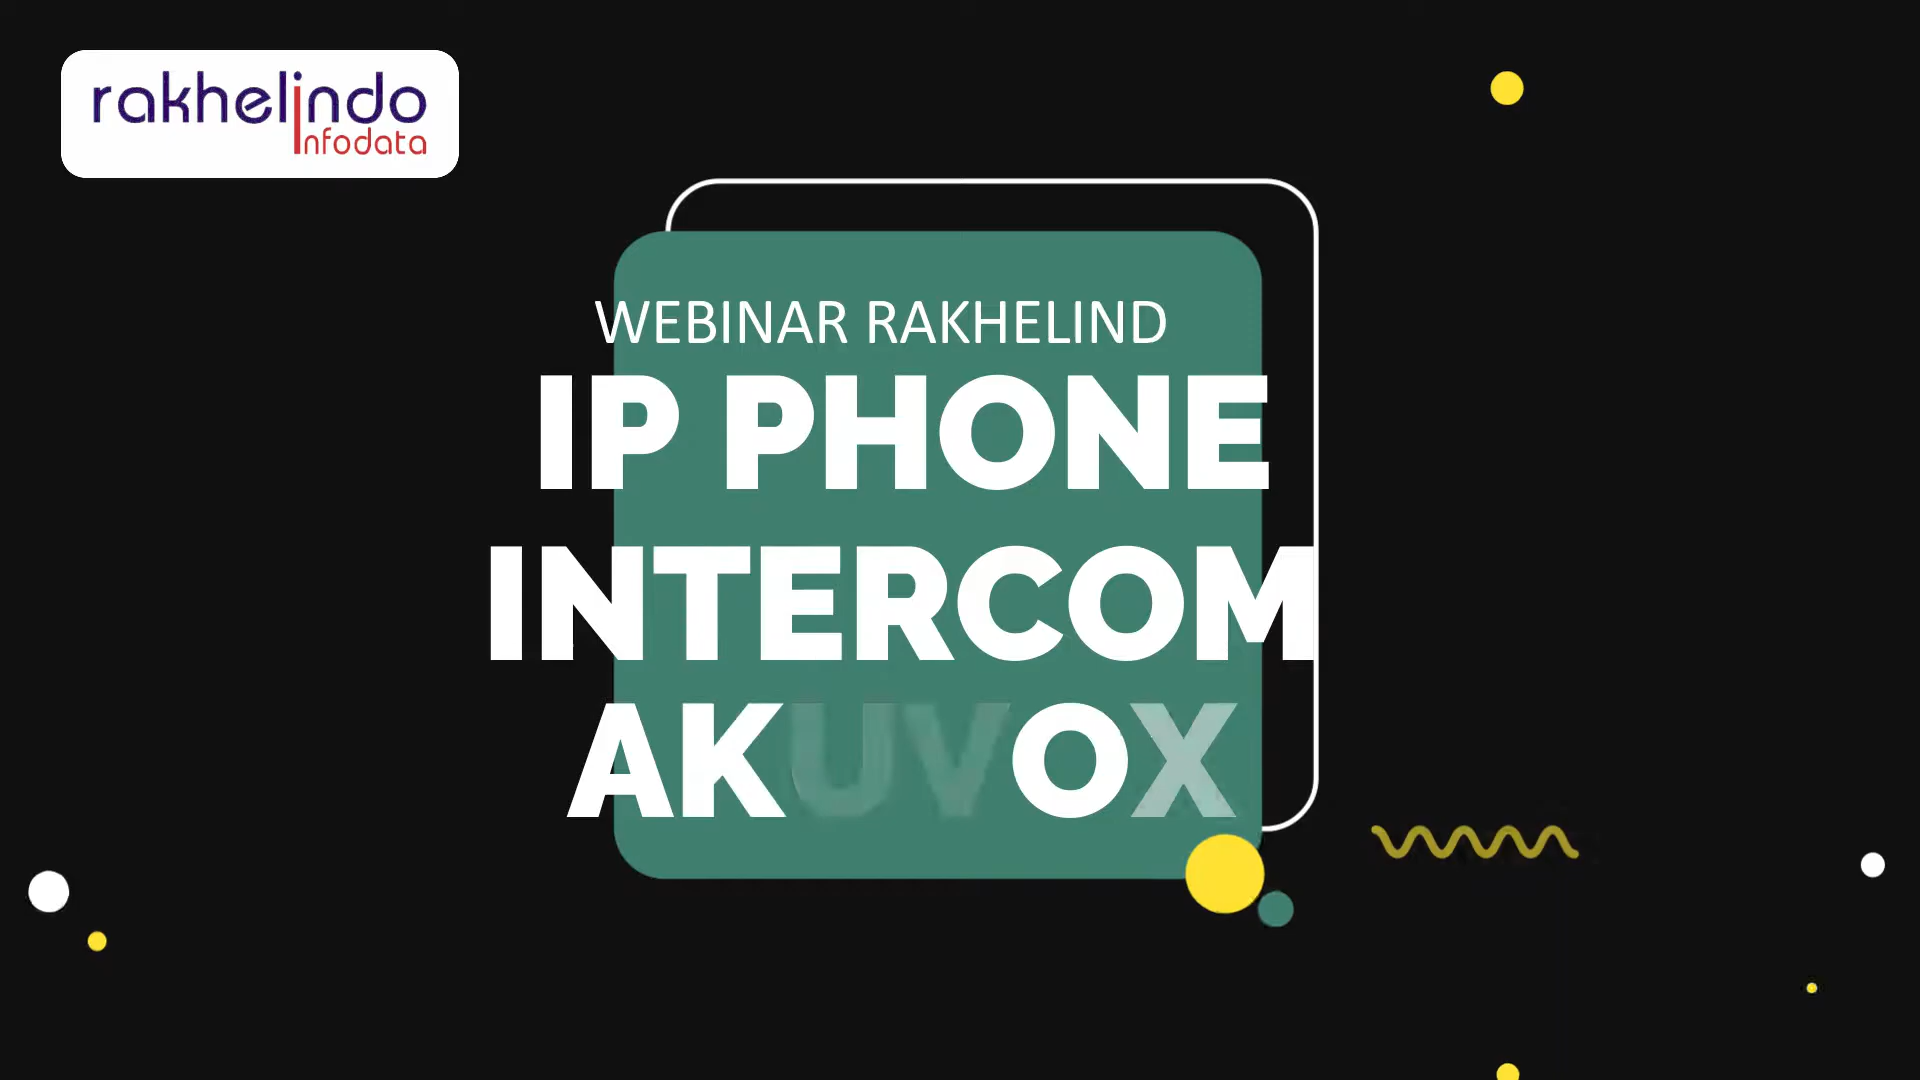 rakhelindo
infodata
WEBINAR RAKHELIND
IP PHONE
INTERCOM
AKUVOX